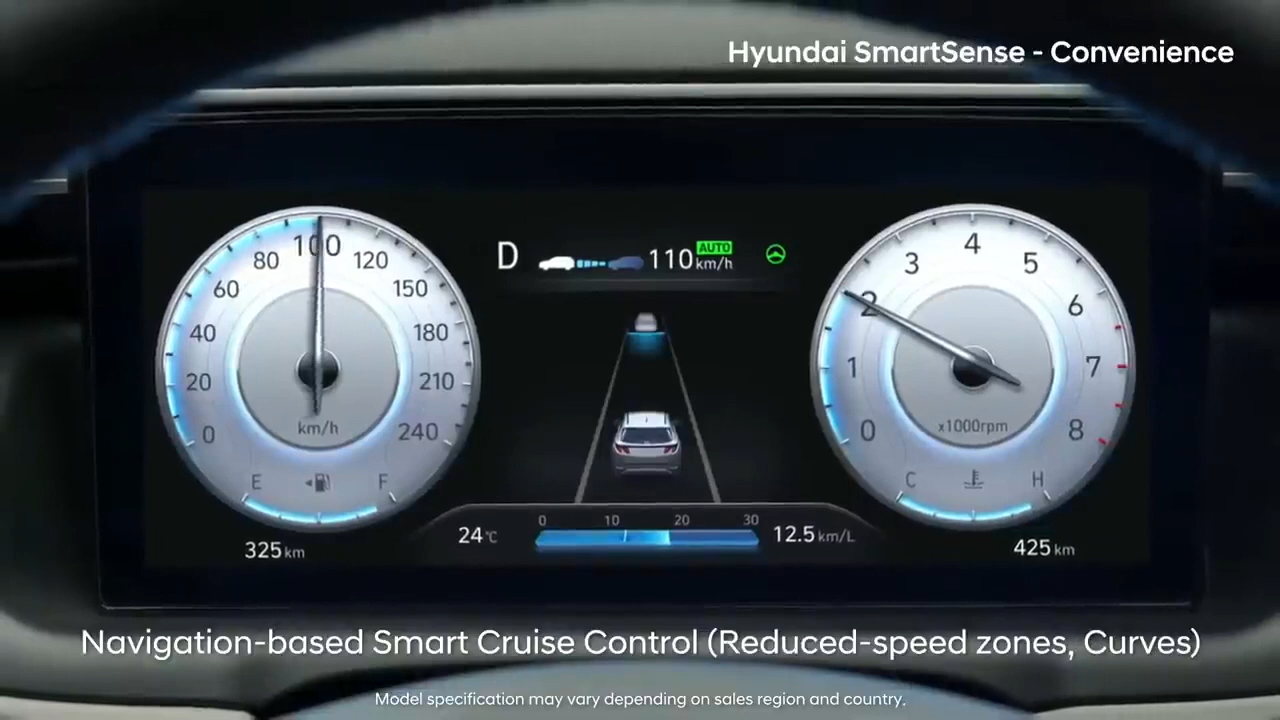 Hyundai SmartSense - Convenience
D 110 AUTO km/h
0 20 40 60 80 100 120 150 180 210 240
km/h
E F
325 km
24°C
0 10 20 30
12.5 km/L
0 1 2 3 4 5 6 7 8
x1000rpm
C H
425 km
Navigation-based Smart Cruise Control (Reduced-speed zones, Curves)
Model specification may vary depending on sales region and country.